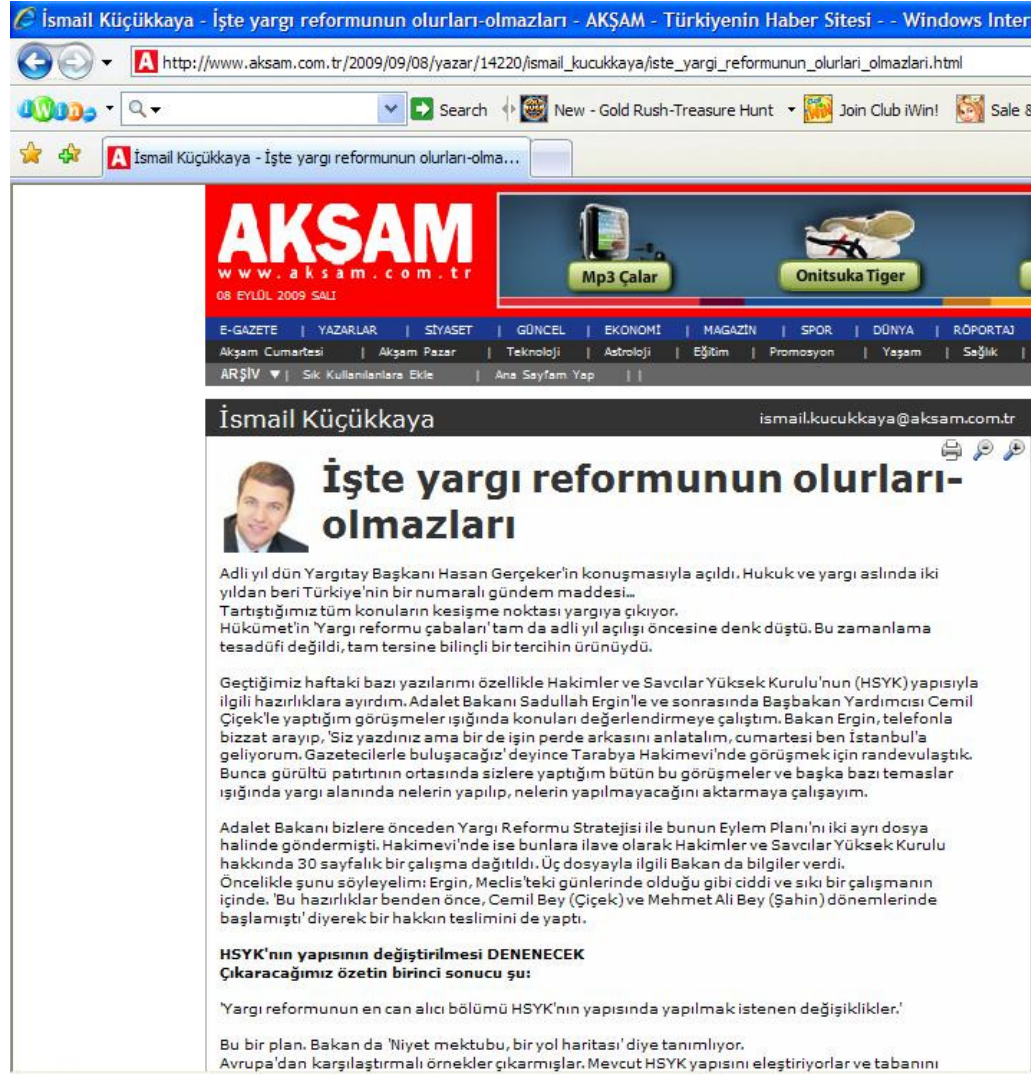 İsmail Küçükkaya - İşte yargı reformunun olurları-olmazları - AKŞAM - Türkiyenin Haber Sitesi - - Windows Inter
http://www.aksam.com.tr/2009/09/08/yazar/14220/ismail_kucukkaya/iste_yargi_reformunun_olurlari_olmazlari.html
iWin Search New - Gold Rush-Treasure Hunt Join Club iWin! Sale &
İsmail Küçükkaya - İşte yargı reformunun olurları-olma...
AKŞAM
www.aksam.com.tr
08 EYLÜL 2009 SALI
Mp3 Çalar Onitsuka Tiger
E-GAZETE | YAZARLAR | SİYASET | GÜNCEL | EKONOMİ | MAGAZİN | SPOR | DÜNYA | RÖPORTAJ
Akşam Cumartesi | Akşam Pazar | Teknoloji | Astroloji | Eğitim | Promosyon | Yaşam | Sağlık |
ARŞİV ▼ | Sık Kullanılanlara Ekle | Ana Sayfam Yap | |
İsmail Küçükkaya ismail.kucukkaya@aksam.com.tr
İşte yargı reformunun olurları-
olmazları
Adli yıl dün Yargıtay Başkanı Hasan Gerçeker'in konuşmasıyla açıldı. Hukuk ve yargı aslında iki
yıldan beri Türkiye'nin bir numaralı gündem maddesi...
Tartıştığımız tüm konuların kesişme noktası yargıya çıkıyor.
Hükümet'in 'Yargı reformu çabaları' tam da adli yıl açılışı öncesine denk düştü. Bu zamanlama
tesadüfi değildi, tam tersine bilinçli bir tercihin ürünüydü.
Geçtiğimiz haftaki bazı yazılarımı özellikle Hakimler ve Savcılar Yüksek Kurulu'nun (HSYK) yapısıyla
ilgili hazırlıklara ayırdım. Adalet Bakanı Sadullah Ergin'le ve sonrasında Başbakan Yardımcısı Cemil
Çiçek'le yaptığım görüşmeler ışığında konuları değerlendirmeye çalıştım. Bakan Ergin, telefonla
bizzat arayıp, 'Siz yazdınız ama bir de işin perde arkasını anlatalım, cumartesi ben İstanbul'a
geliyorum. Gazetecilerle buluşacağız' deyince Tarabya Hakimevi'nde görüşmek için randevulaştık.
Bunca gürültü patırtının ortasında sizlere yaptığım bütün bu görüşmeler ve başka bazı temaslar
ışığında yargı alanında nelerin yapılıp, nelerin yapılmayacağını aktarmaya çalışayım.
Adalet Bakanı bizlere önceden Yargı Reformu Stratejisi ile bunun Eylem Planı'nı iki ayrı dosya
halinde göndermişti. Hakimevi'nde ise bunlara ilave olarak Hakimler ve Savcılar Yüksek Kurulu
hakkında 30 sayfalık bir çalışma dağıtıldı. Üç dosyayla ilgili Bakan da bilgiler verdi.
Öncelikle şunu söyleyelim: Ergin, Meclis'teki günlerinde olduğu gibi ciddi ve sıkı bir çalışmanın
içinde. 'Bu hazırlıklar benden önce, Cemil Bey (Çiçek) ve Mehmet Ali Bey (Şahin) dönemlerinde
başlamıştı' diyerek bir hakkın teslimini de yaptı.
HSYK'nın yapısının değiştirilmesi DENENECEK
Çıkaracağımız özetin birinci sonucu şu:
'Yargı reformunun en can alıcı bölümü HSYK'nın yapısında yapılmak istenen değişiklikler.'
Bu bir plan. Bakan da 'Niyet mektubu, bir yol haritası' diye tanımlıyor.
Avrupa'dan karşılaştırmalı örnekler çıkarmışlar. Mevcut HSYK yapısını eleştiriyorlar ve tabanını